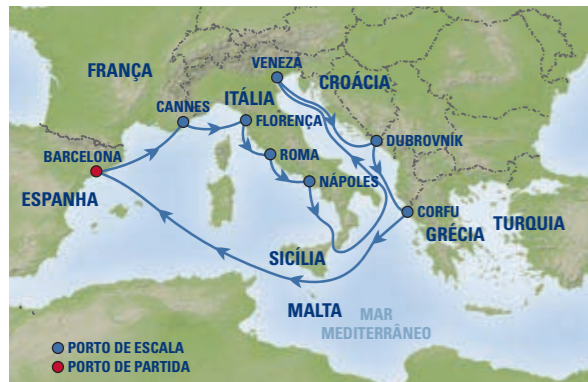 VENEZA
FRANÇA
CROÁCIA
CANNES
ITÁLIA
FLORENÇA
DUBROVNÍK
BARCELONA
ROMA
NÁPOLES
ESPANHA
CORFU
TURQUIA
GRÉCIA
SICÍLIA
MALTA
MAR
MEDITERRÂNEO
PORTO DE ESCALA
PORTO DE PARTIDA